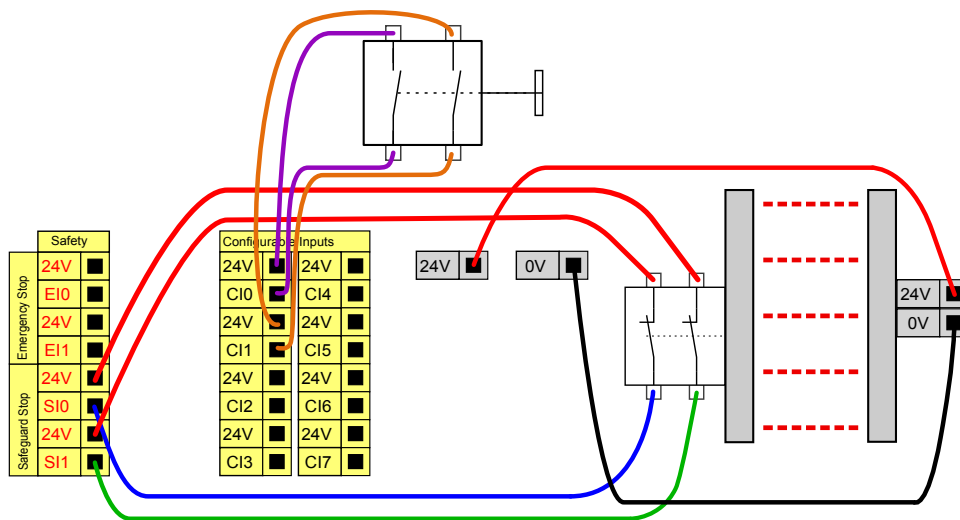 Safety
Emergency Stop
24V
EI0
24V
EI1
Safeguard Stop
24V
SI0
24V
SI1
Configurable Inputs
24V 24V
CI0 CI4
24V 24V
CI1 CI5
24V 24V
CI2 CI6
24V 24V
CI3 CI7
24V
0V
24V
0V